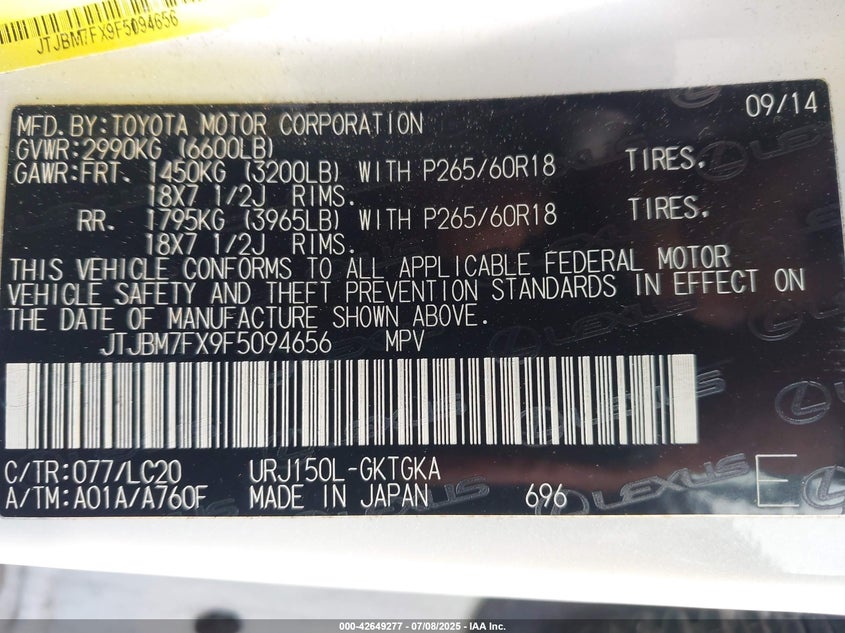 JTJBM7FX9F5094656
09/14
MFD.BY:TOYOTA MOTOR CORPORATION
GVWR:2990KG (6600LB)
GAWR:FRT. 1450KG (3200LB) WITH P265/60R18 TIRES.
18X7 1/2J RIMS.
RR. 1795KG (3965LB) WITH P265/60R18 TIRES.
18X7 1/2J RIMS.
THIS VEHICLE CONFORMS TO ALL APPLICABLE FEDERAL MOTOR
VEHICLE SAFETY AND THEFT PREVENTION STANDARDS IN EFFECT ON
THE DATE OF MANUFACTURE SHOWN ABOVE.
JTJBM7FX9F5094656 MPV
C/TR:077/LC20 URJ150L-GKTGKA
A/TM:A01A/A760F MADE IN JAPAN 696 E
LEXUS
000-42649277 - 07/08/2025 - IAA Inc.